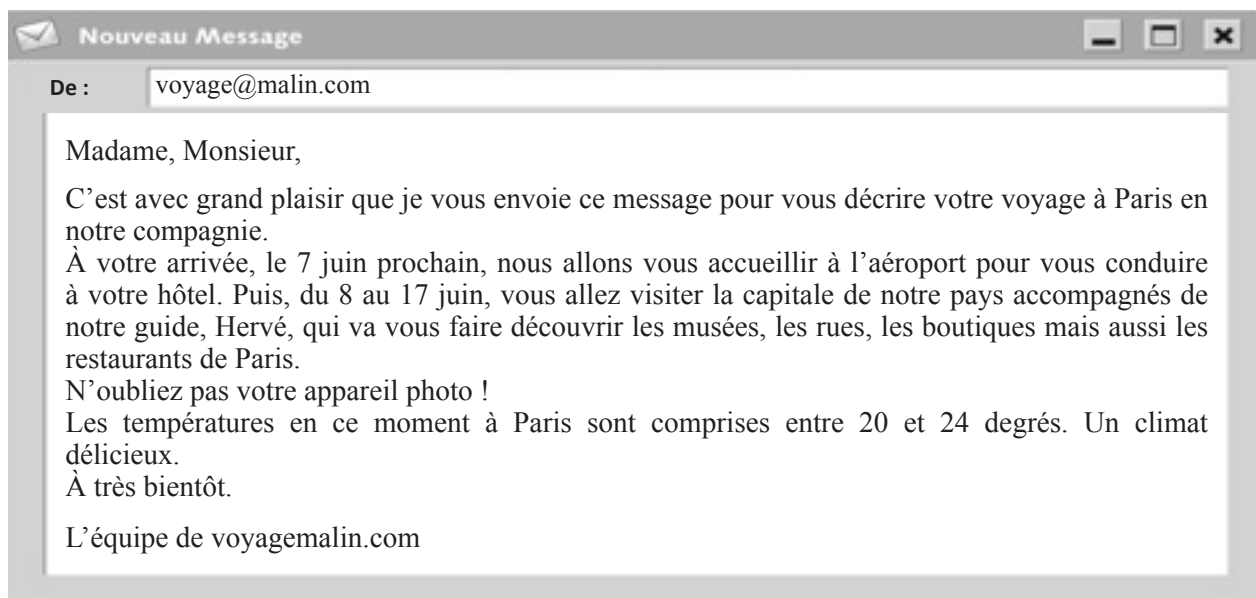 Nouveau Message
De : voyage@malin.com
Madame, Monsieur,
C’est avec grand plaisir que je vous envoie ce message pour vous décrire votre voyage à Paris en
notre compagnie.
À votre arrivée, le 7 juin prochain, nous allons vous accueillir à l’aéroport pour vous conduire
à votre hôtel. Puis, du 8 au 17 juin, vous allez visiter la capitale de notre pays accompagnés de
notre guide, Hervé, qui va vous faire découvrir les musées, les rues, les boutiques mais aussi les
restaurants de Paris.
N’oubliez pas votre appareil photo !
Les températures en ce moment à Paris sont comprises entre 20 et 24 degrés. Un climat
délicieux.
À très bientôt.
L’équipe de voyagemalin.com